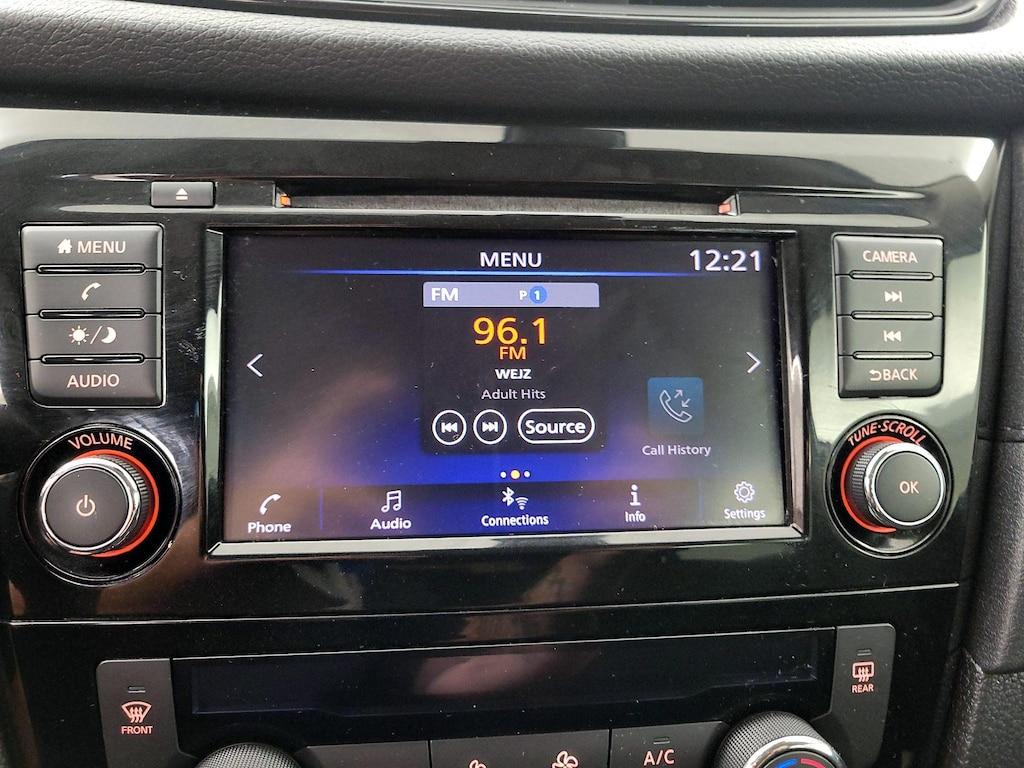 MENU
AUDIO
VOLUME
MENU
12:21
FM P 1
96.1
FM
WEJZ
Adult Hits
Source
Call History
Phone
Audio
Connections
Info
Settings
CAMERA
BACK
TUNE·SCROLL
OK
FRONT
A/C
REAR